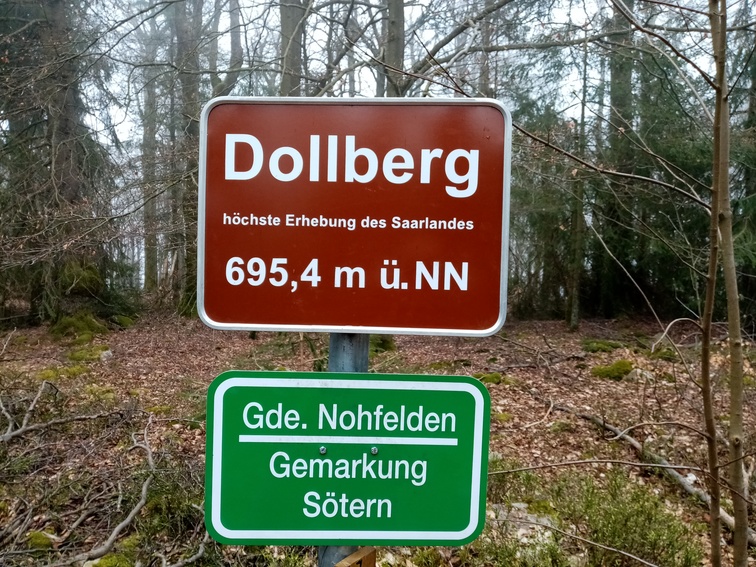 Dollberg
höchste Erhebung des Saarlandes
695,4 m ü. NN
Gde. Nohfelden
Gemarkung
Sötern